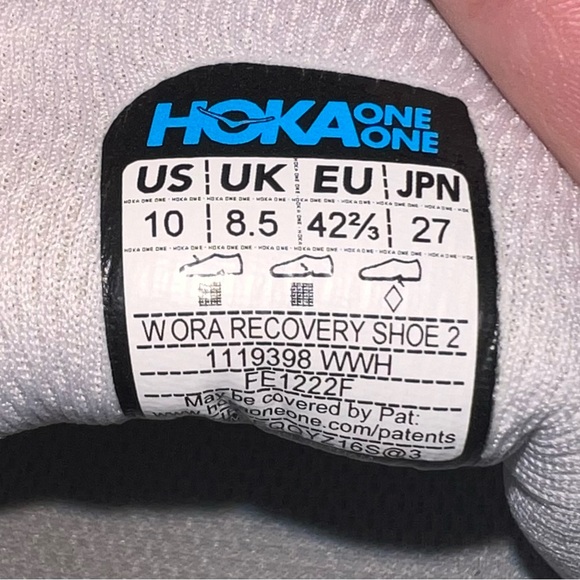 HOKA ONE ONE
US UK EU JPN
10 8.5 42⅔ 27
W ORA RECOVERY SHOE 2
1119398 WWH
FE1222F
May be covered by Pat:
www.hokaoneone.com/patents